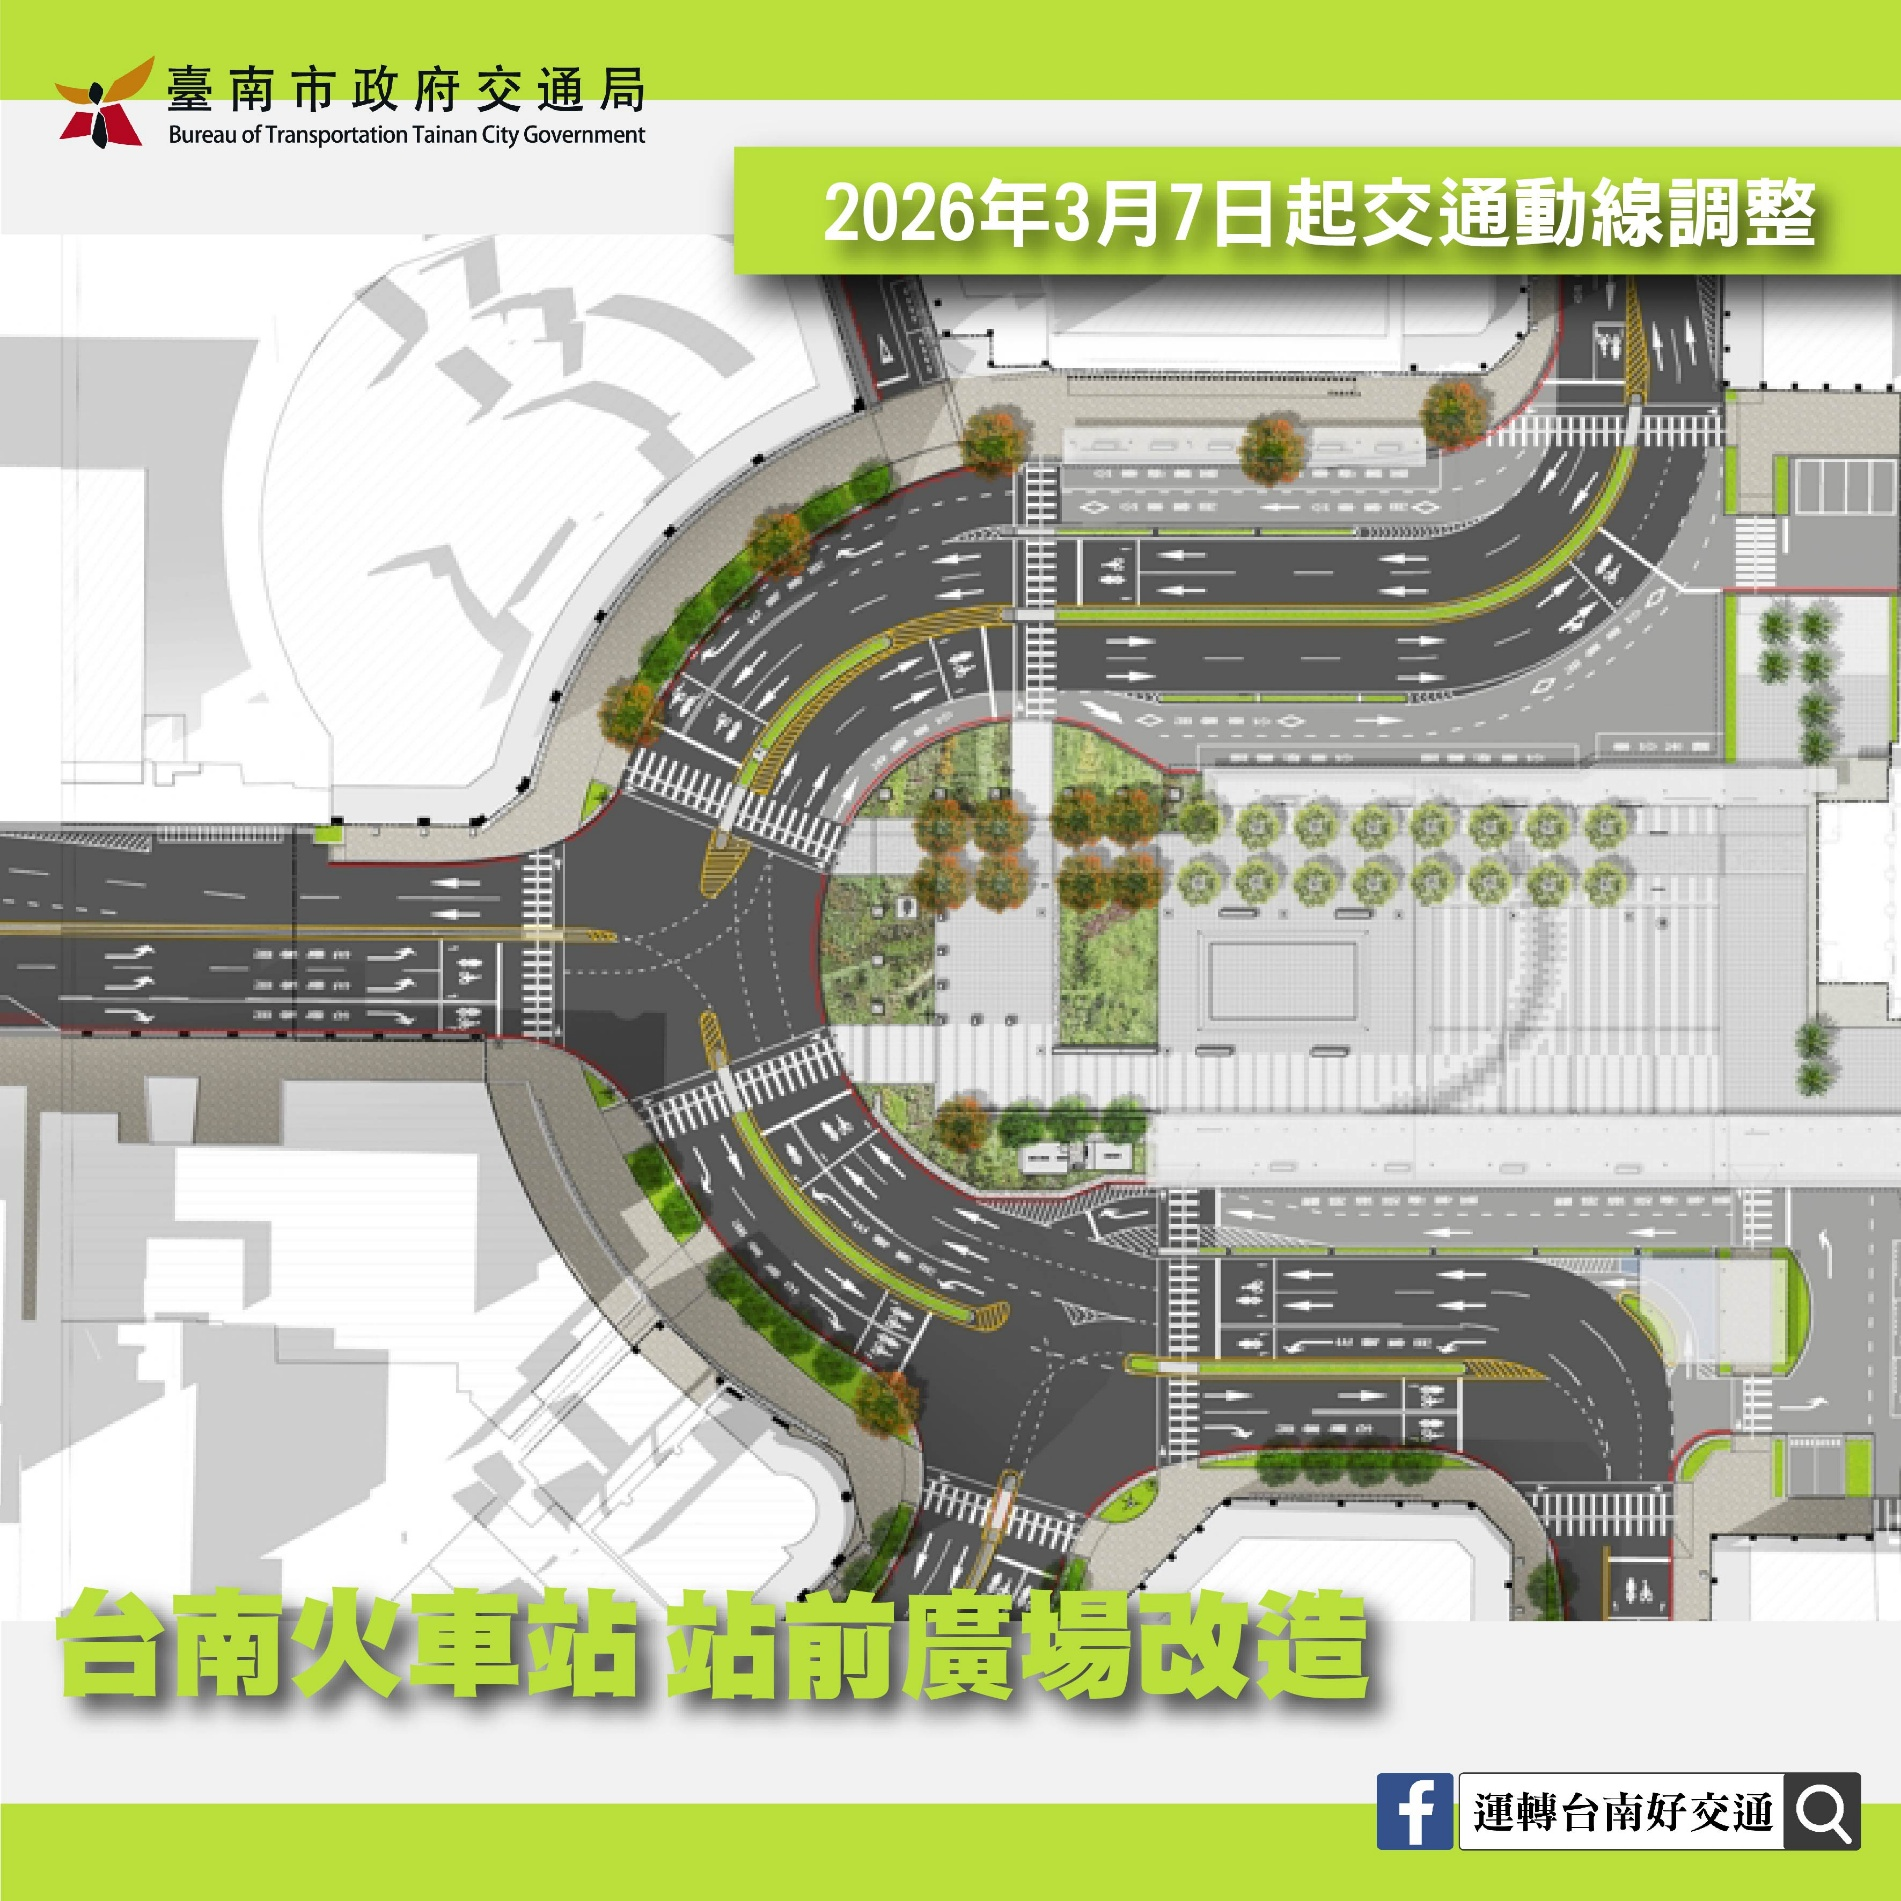 臺南市政府交通局
Bureau of Transportation Tainan City Government
2026年3月7日起交通動線調整
台南火車站 站前廣場改造
運轉台南好交通